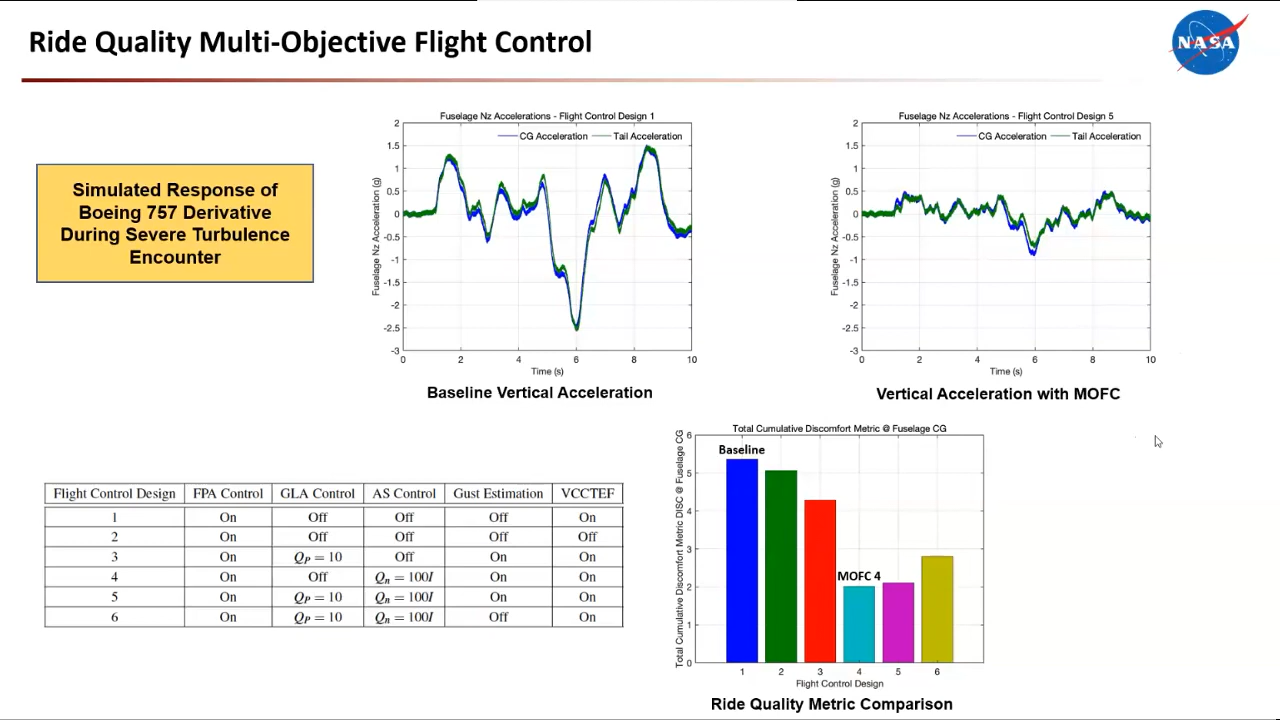 Ride Quality Multi-Objective Flight Control
NASA
Simulated Response of
Boeing 757 Derivative
During Severe Turbulence
Encounter
Fuselage Nz Accelerations - Flight Control Design 1
CG Acceleration Tail Acceleration
Fuselage Nz Acceleration (g)
2
1.5
1
0.5
0
-0.5
-1
-1.5
-2
-2.5
-3
0 2 4 6 8 10
Time (s)
Baseline Vertical Acceleration
Fuselage Nz Accelerations - Flight Control Design 5
CG Acceleration Tail Acceleration
Fuselage Nz Acceleration (g)
2
1.5
1
0.5
0
-0.5
-1
-1.5
-2
-2.5
-3
0 2 4 6 8 10
Time (s)
Vertical Acceleration with MOFC
Flight Control Design FPA Control GLA Control AS Control Gust Estimation VCCTEF
1 On Off Off Off On
2 On Off Off Off Off
3 On Q_P = 10 Off On On
4 On Off Q_n = 100I On On
5 On Q_P = 10 Q_n = 100I On On
6 On Q_P = 10 Q_n = 100I Off On
Total Cumulative Discomfort Metric @ Fuselage CG
Total Cumulative Discomfort Metric DISC @ Fuselage CG
6
5
4
3
2
1
0
Baseline
MOFC 4
1 2 3 4 5 6
Flight Control Design
Ride Quality Metric Comparison